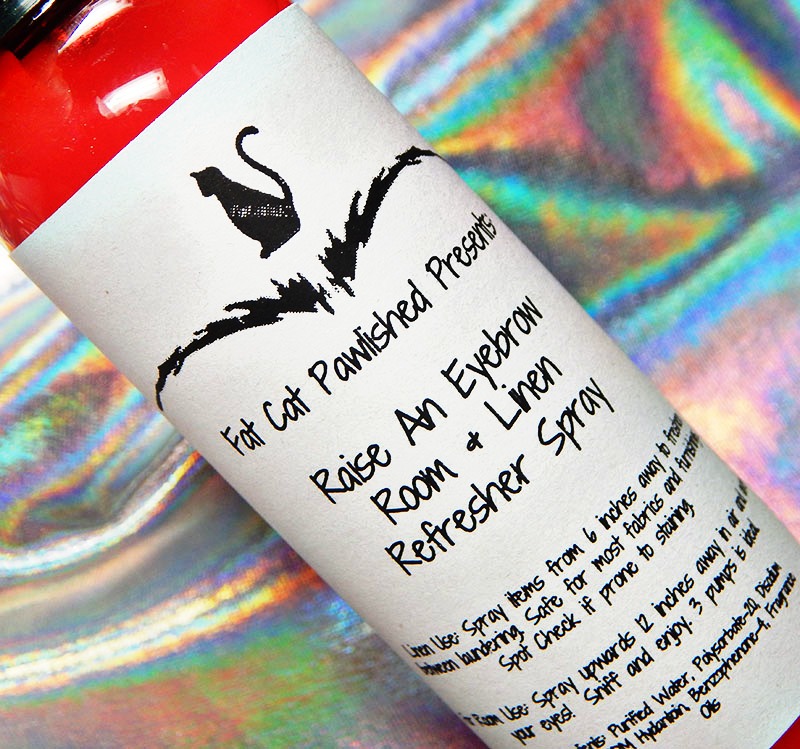 Fat Cat Pawlished Presents:
Raise An Eyebrow
Room & Linen
Refresher Spray
Linen Use: Spray items from 6 inches away to
between laundering. Safe for most fabrics and
Spot Check if prone to staining.
Room Use: Spray upwards 12 inches away in air
your eyes! Sniff and enjoy. 3 pumps is ideal
Purified Water, Polysorbate-20, Disodium
Hydantoin, Benzophenone-4, Fragrance
Oils